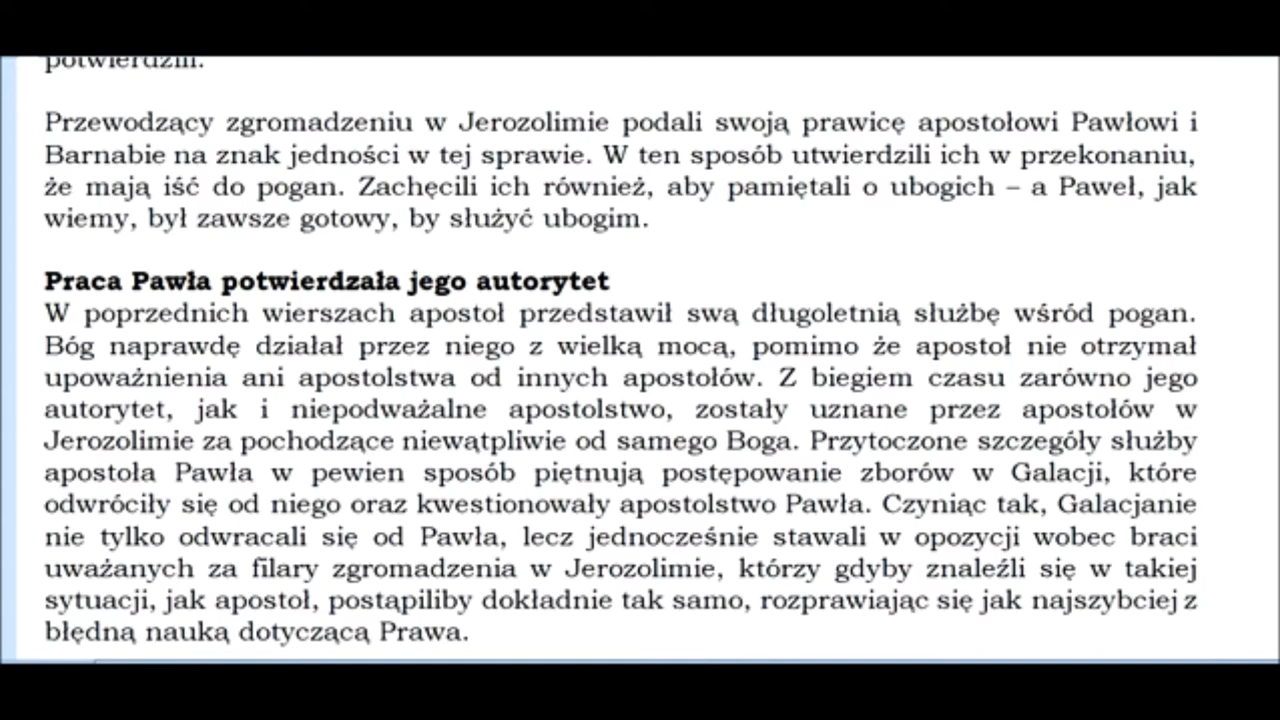 potwierdzili.
Przewodzący zgromadzeniu w Jerozolimie podali swoją prawicę apostołowi Pawłowi i
Barnabie na znak jedności w tej sprawie. W ten sposób utwierdzili ich w przekonaniu,
że mają iść do pogan. Zachęcili ich również, aby pamiętali o ubogich – a Paweł, jak
wiemy, był zawsze gotowy, by służyć ubogim.
Praca Pawła potwierdzała jego autorytet
W poprzednich wierszach apostoł przedstawił swą długoletnią służbę wśród pogan.
Bóg naprawdę działał przez niego z wielką mocą, pomimo że apostoł nie otrzymał
upoważnienia ani apostolstwa od innych apostołów. Z biegiem czasu zarówno jego
autorytet, jak i niepodważalne apostolstwo, zostały uznane przez apostołów w
Jerozolimie za pochodzące niewątpliwie od samego Boga. Przytoczone szczegóły służby
apostoła Pawła w pewien sposób piętnują postępowanie zborów w Galacji, które
odwróciły się od niego oraz kwestionowały apostolstwo Pawła. Czyniąc tak, Galacjanie
nie tylko odwracali się od Pawła, lecz jednocześnie stawali w opozycji wobec braci
uważanych za filary zgromadzenia w Jerozolimie, którzy gdyby znaleźli się w takiej
sytuacji, jak apostoł, postąpiliby dokładnie tak samo, rozprawiając się jak najszybciej z
błędną nauką dotyczącą Prawa.